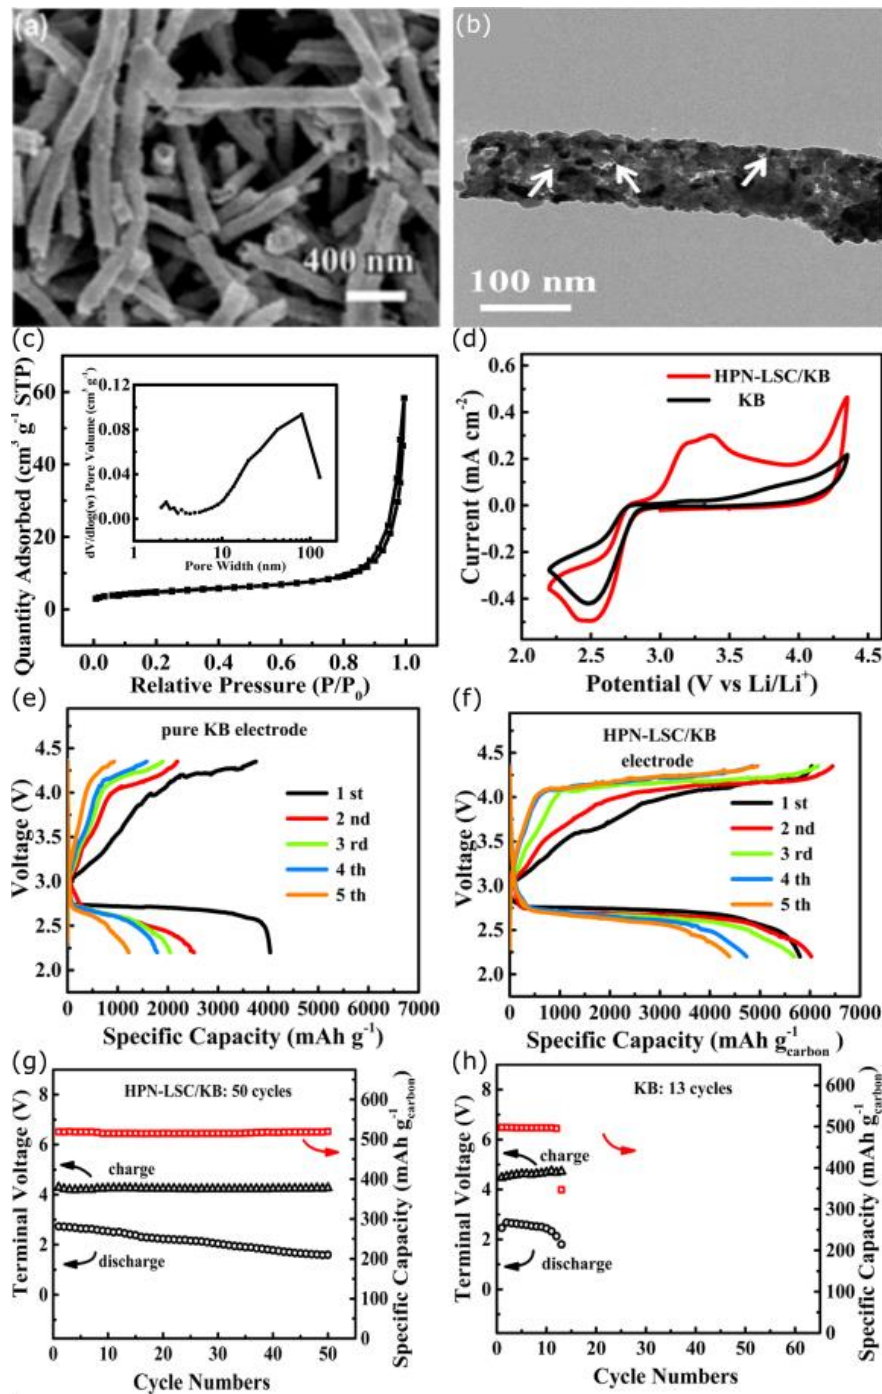 (a)
400 nm
(b)
100 nm
(c)
Quantity Adsorbed (cm³ g⁻¹ STP)
60
40
20
0
0.0 0.2 0.4 0.6 0.8 1.0
Relative Pressure (P/P₀)
dV/dlog(w) Pore Volume (cm³ g⁻¹)
0.12
0.08
0.04
0.00
1 10 100
Pore Width (nm)
(d)
Current (mA cm⁻²)
0.6
0.4
0.2
0.0
-0.2
-0.4
HPN-LSC/KB
KB
2.0 2.5 3.0 3.5 4.0 4.5
Potential (V vs Li/Li⁺)
(e)
Voltage (V)
4.5
4.0
3.5
3.0
2.5
2.0
pure KB electrode
1 st
2 nd
3 rd
4 th
5 th
0 1000 2000 3000 4000 5000 6000 7000
Specific Capacity (mAh g⁻¹)
(f)
Voltage (V)
4.5
4.0
3.5
3.0
2.5
2.0
HPN-LSC/KB
electrode
1 st
2 nd
3 rd
4 th
5 th
0 1000 2000 3000 4000 5000 6000 7000
Specific Capacity (mAh g⁻¹carbon)
(g)
Terminal Voltage (V)
8
6
4
2
0
HPN-LSC/KB: 50 cycles
charge
discharge
600
500
400
300
200
100
0
Specific Capacity (mAh g⁻¹carbon)
0 10 20 30 40 50
Cycle Numbers
(h)
Terminal Voltage (V)
8
6
4
2
0
KB: 13 cycles
charge
discharge
600
500
400
300
200
100
0
Specific Capacity (mAh g⁻¹carbon)
0 10 20 30 40 50 60
Cycle Numbers